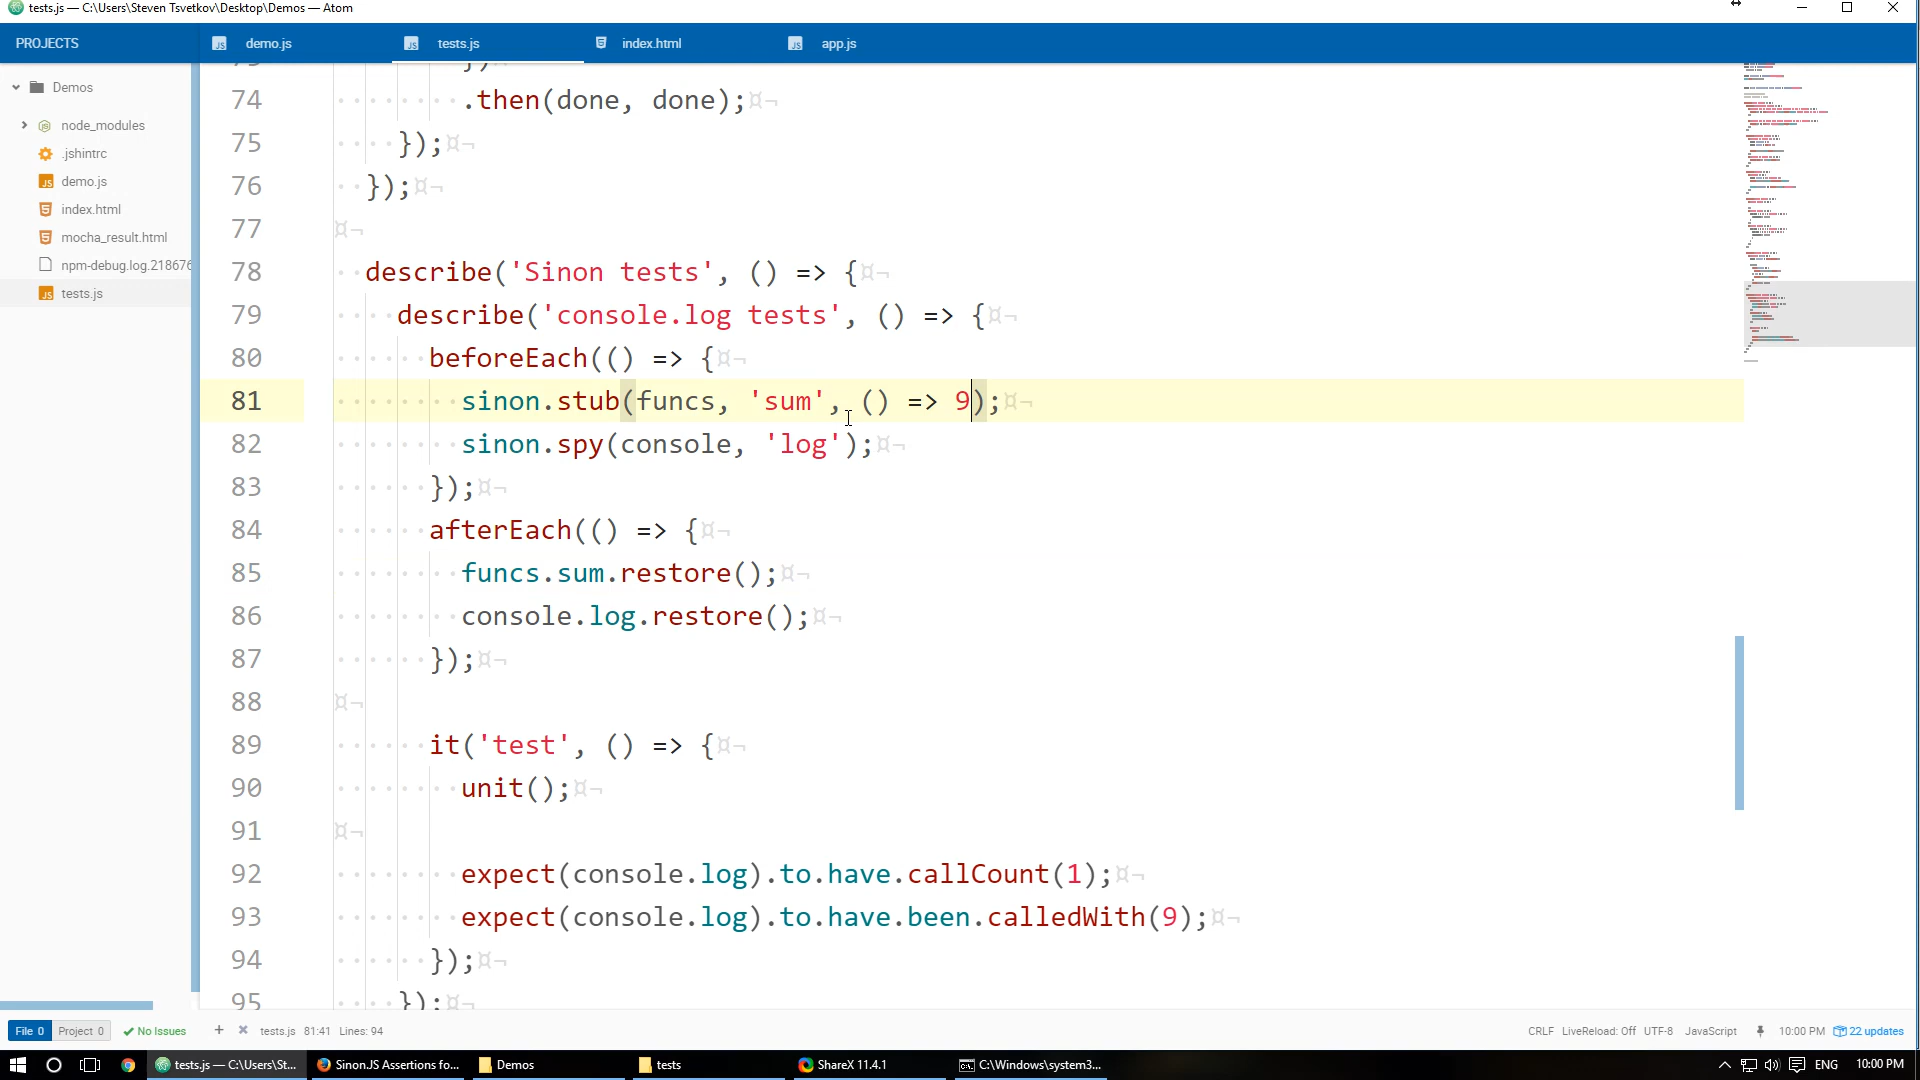 tests.js — C:\Users\Steven Tsvetkov\Desktop\Demos — Atom
PROJECTS
demo.js
tests.js
index.html
app.js
Demos
node_modules
.jshintrc
demo.js
index.html
mocha_result.html
npm-debug.log.218676
tests.js
74 .then(done, done);
75 });
76 });
77
78 describe('Sinon tests', () => {
79 describe('console.log tests', () => {
80 beforeEach(() => {
81 sinon.stub(funcs, 'sum', () => 9);
82 sinon.spy(console, 'log');
83 });
84 afterEach(() => {
85 funcs.sum.restore();
86 console.log.restore();
87 });
88
89 it('test', () => {
90 unit();
91
92 expect(console.log).to.have.callCount(1);
93 expect(console.log).to.have.been.calledWith(9);
94 });
95 });
File 0 Project 0 No Issues + × tests.js 81:41 Lines: 94
CRLF LiveReload: Off UTF-8 JavaScript 10:00 PM 22 updates
tests.js — C:\Users\St...
Sinon.JS Assertions fo...
Demos
tests
ShareX 11.4.1
C:\Windows\system3...
ENG
10:00 PM